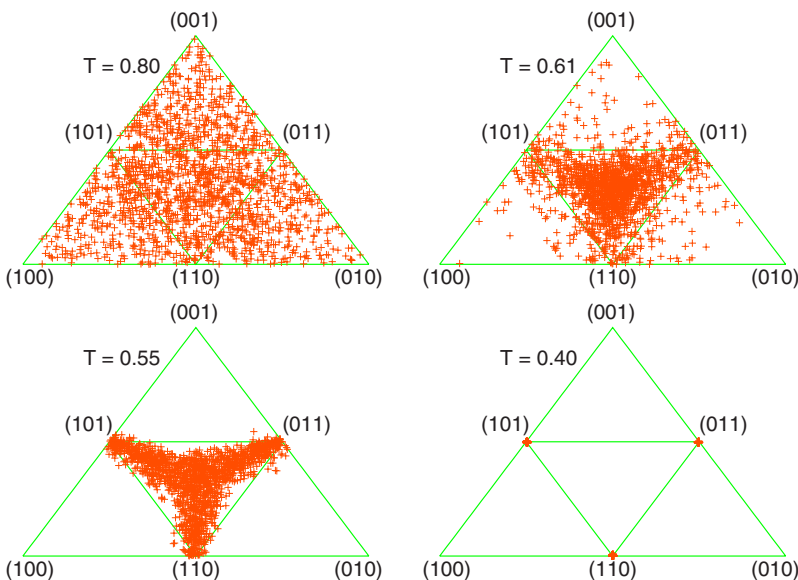 (001)
T = 0.80
(101) (011)
(100) (110) (010)
(001)
T = 0.61
(101) (011)
(100) (110) (010)
(001)
T = 0.55
(101) (011)
(100) (110) (010)
(001)
T = 0.40
(101) (011)
(100) (110) (010)